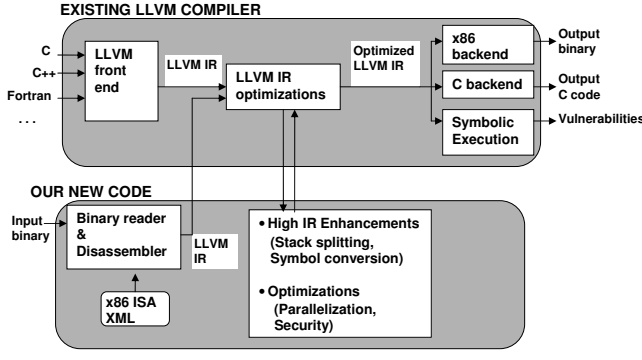 EXISTING LLVM COMPILER
C
C++
Fortran
. . .
LLVM
front
end
LLVM IR
LLVM IR
optimizations
Optimized
LLVM IR
x86
backend
C backend
Symbolic
Execution
Output
binary
Output
C code
Vulnerabilities
OUR NEW CODE
Input
binary
Binary reader
&
Disassembler
LLVM
IR
x86 ISA
XML
• High IR Enhancements
(Stack splitting,
Symbol conversion)
• Optimizations
(Parallelization,
Security)